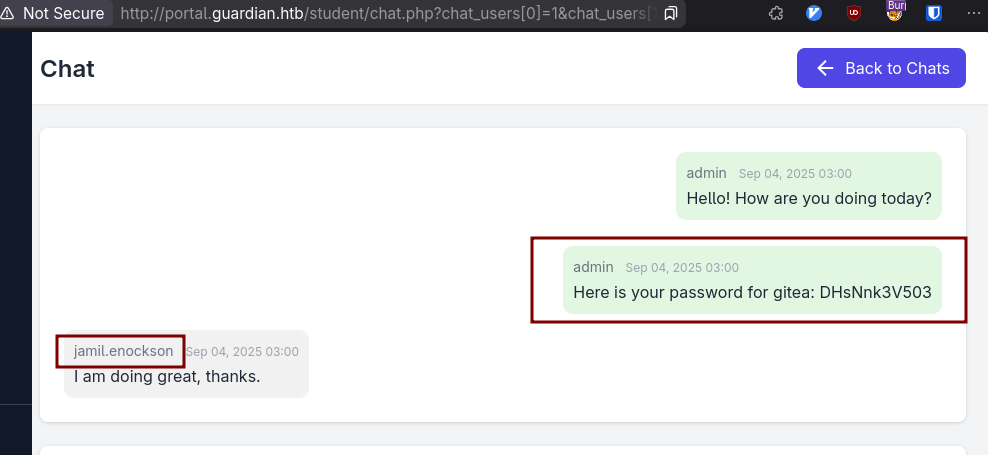 Not Secure http://portal.guardian.htb/student/chat.php?chat_users[0]=1&chat_users[
Burp
Chat
Back to Chats
admin Sep 04, 2025 03:00
Hello! How are you doing today?
admin Sep 04, 2025 03:00
Here is your password for gitea: DHsNnk3V503
jamil.enockson Sep 04, 2025 03:00
I am doing great, thanks.